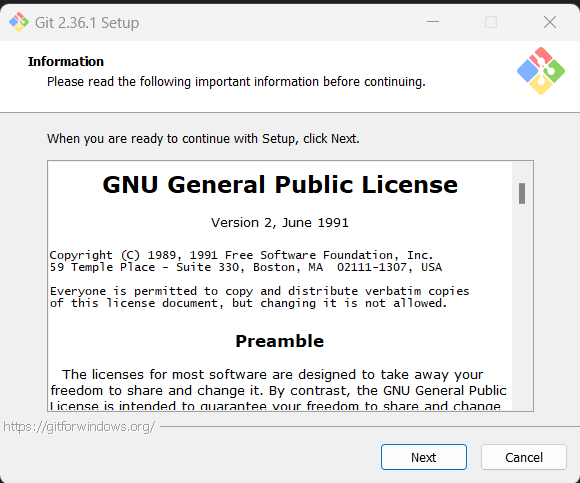 Git 2.36.1 Setup
Information
Please read the following important information before continuing.
When you are ready to continue with Setup, click Next.
GNU General Public License
Version 2, June 1991
Copyright (C) 1989, 1991 Free Software Foundation, Inc.
59 Temple Place - Suite 330, Boston, MA  02111-1307, USA
Everyone is permitted to copy and distribute verbatim copies
of this license document, but changing it is not allowed.
Preamble
The licenses for most software are designed to take away your
freedom to share and change it. By contrast, the GNU General Public
License is intended to guarantee your freedom to share and change
https://gitforwindows.org/
Next
Cancel